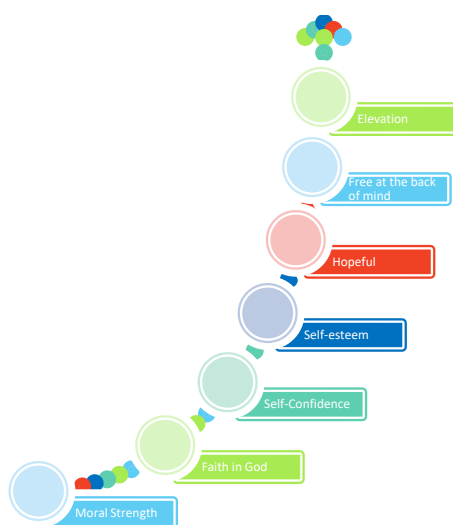 Elevation
Free at the back
of mind
Hopeful
Self-esteem
Self-Confidence
Faith in God
Moral Strength